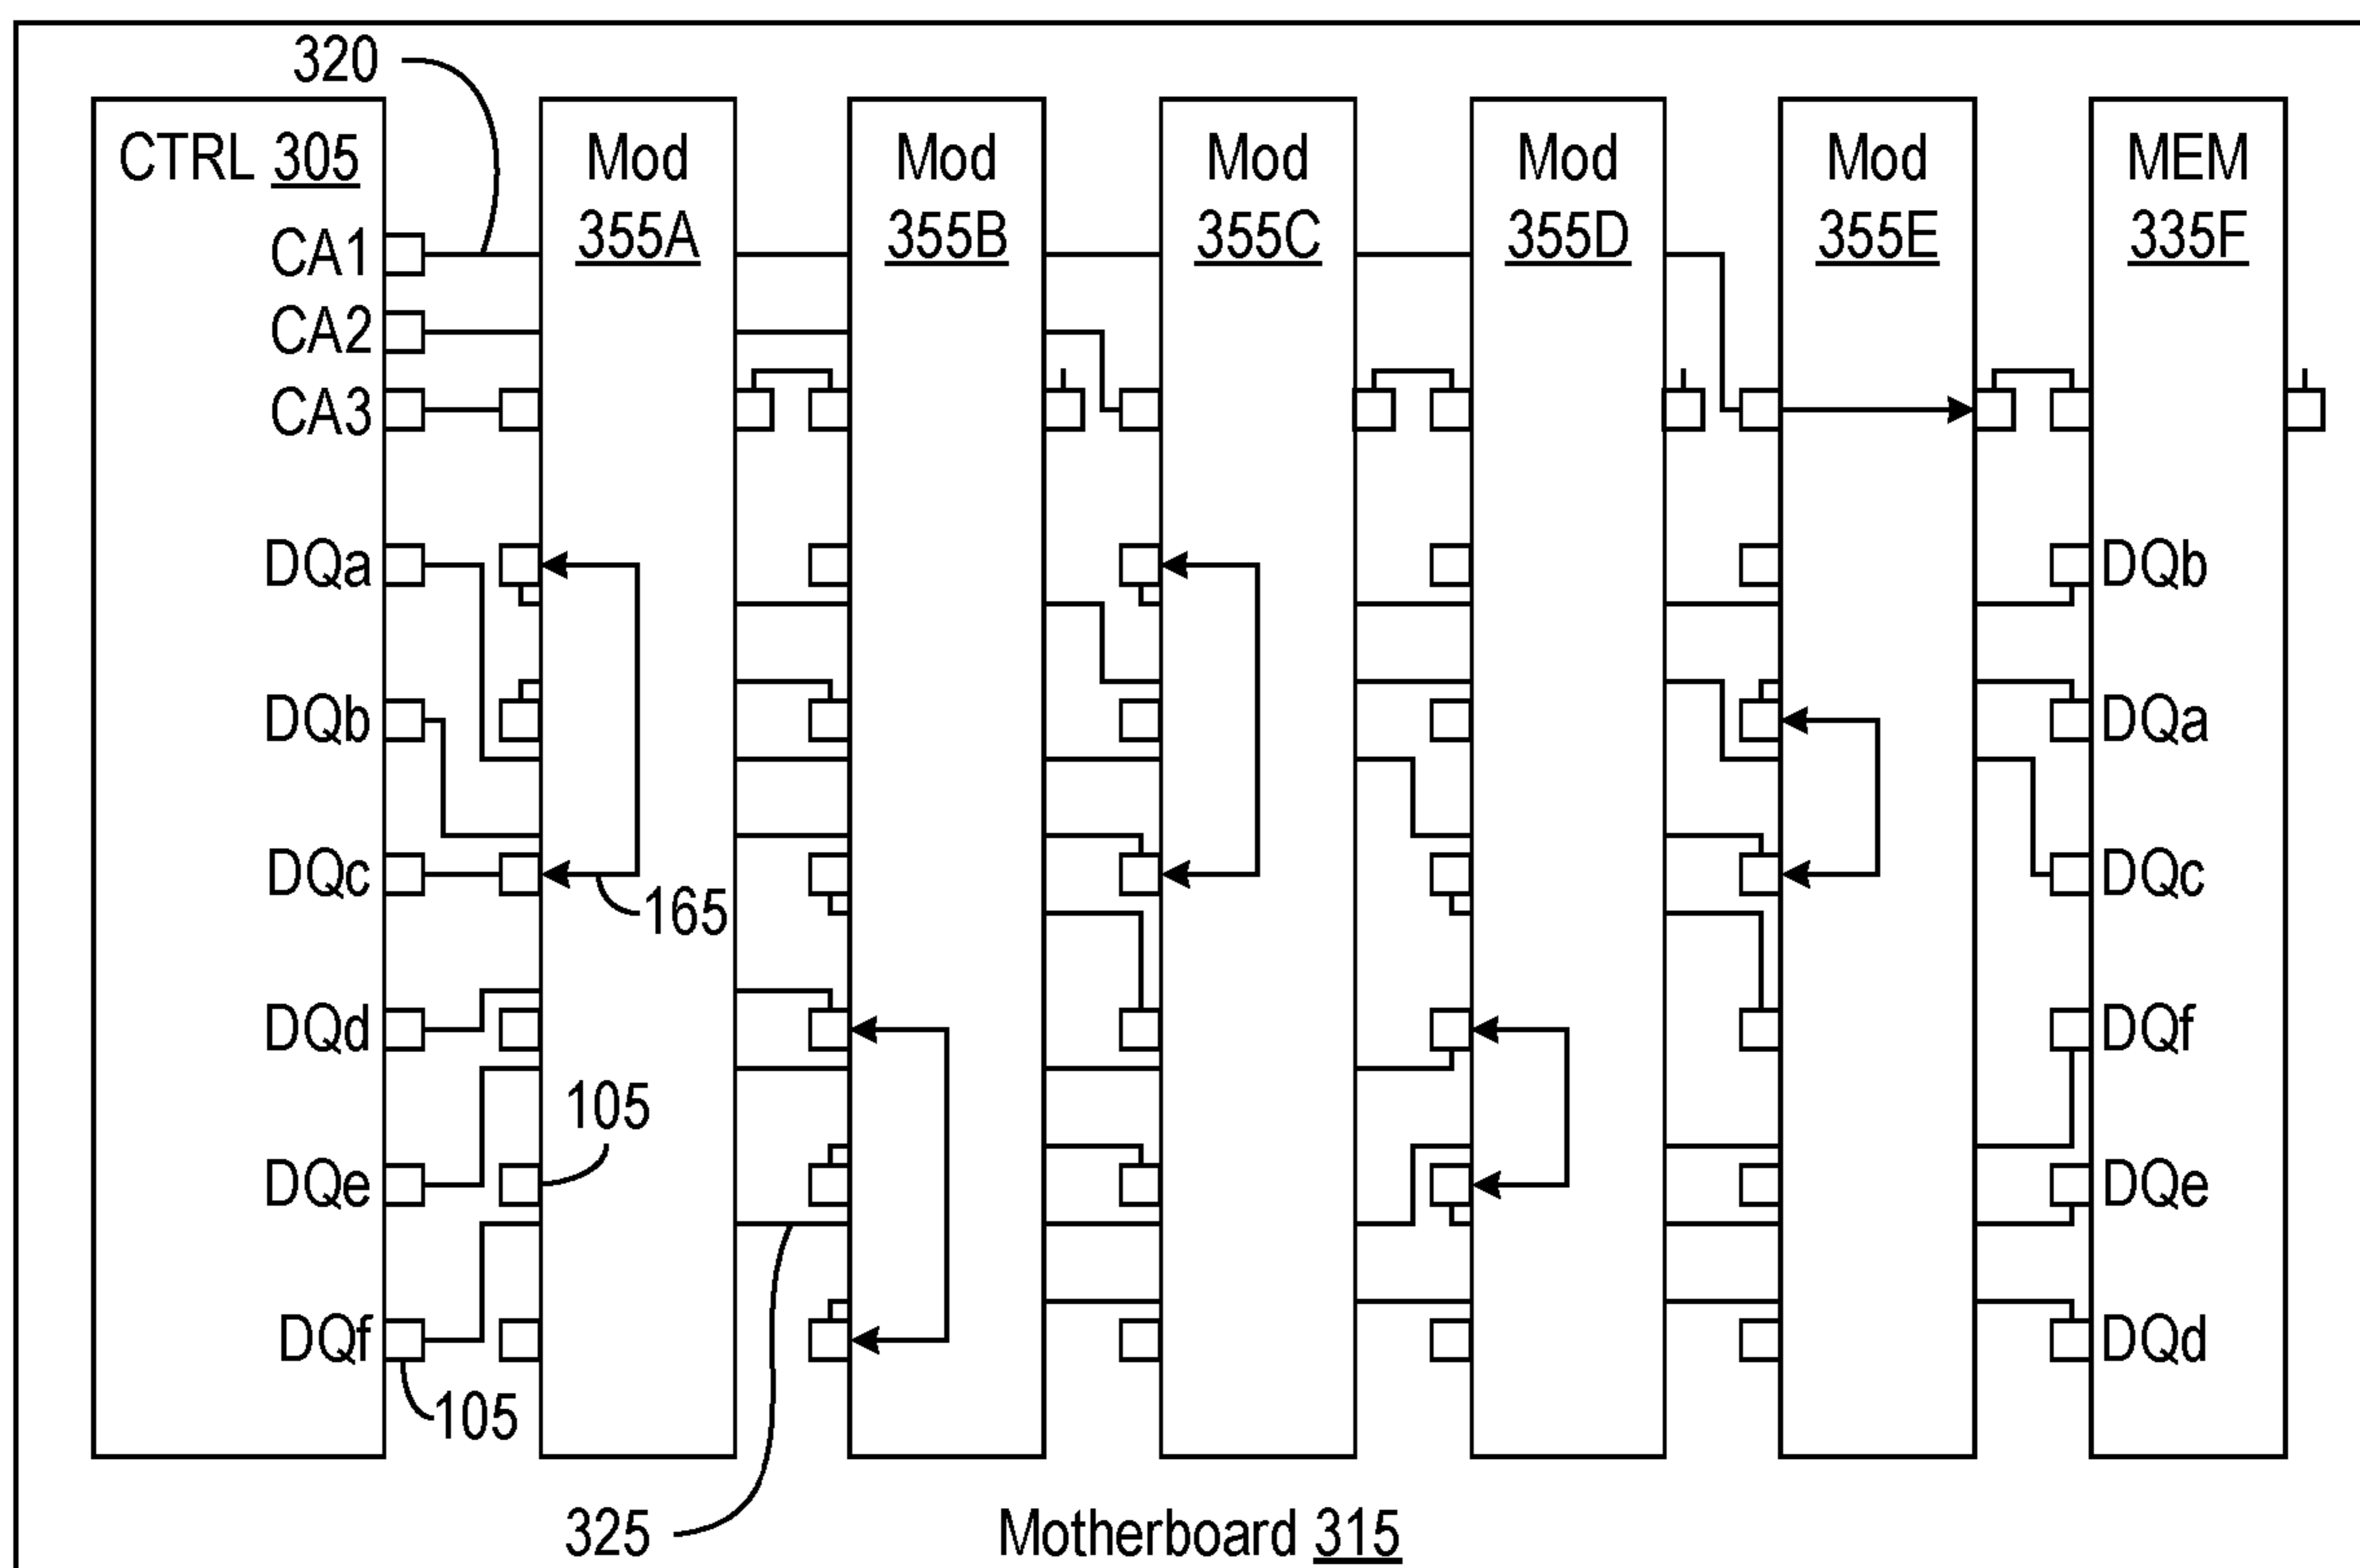 320
CTRL 305
Mod
355A
Mod
355B
Mod
355C
Mod
355D
Mod
355E
MEM
335F
CA1
CA2
CA3
DQa
DQb
DQb
DQa
DQc
165
DQc
DQd
DQf
105
DQe
DQe
DQf
DQd
105
325
Motherboard 315